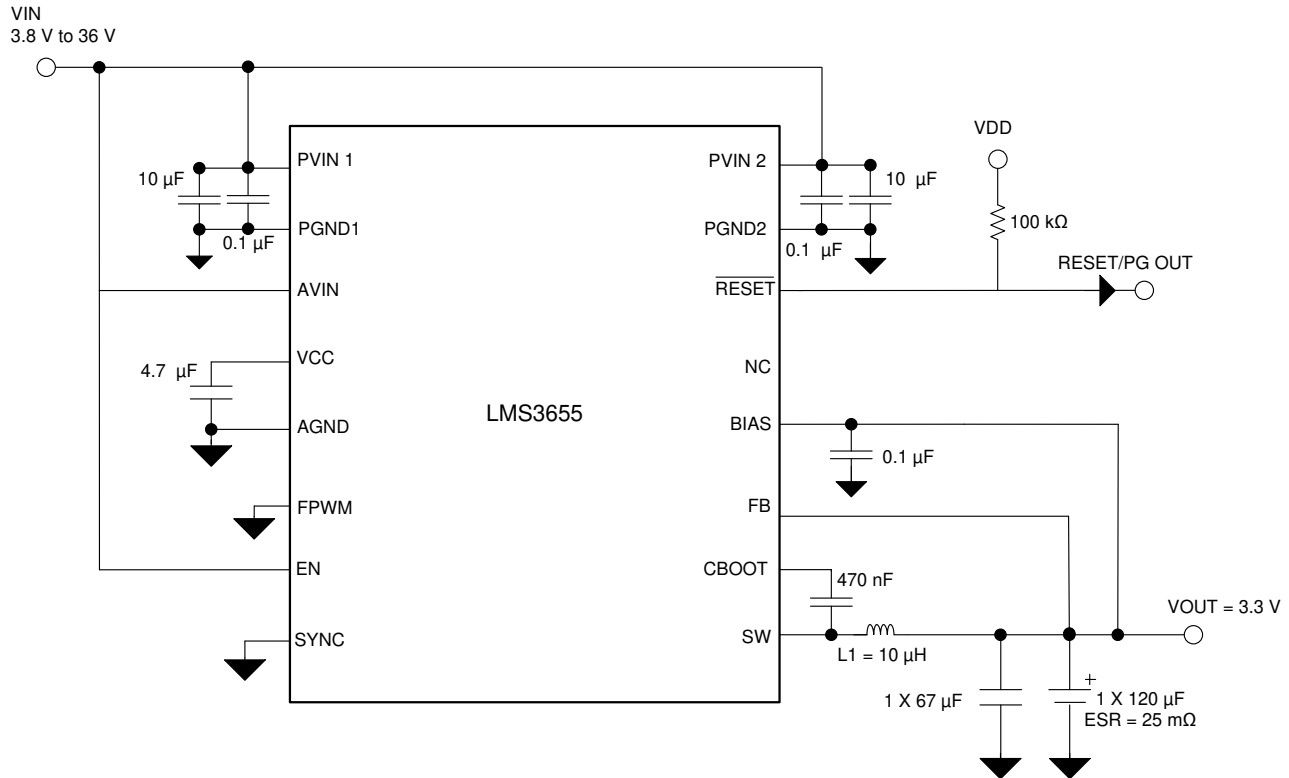 VIN
3.8 V to 36 V
VDD
PVIN 1
PVIN 2
10 µF
10 µF
100 kΩ
PGND1
PGND2
0.1 µF
0.1 µF
RESET/PG OUT
AVIN
RESET
VCC
NC
4.7 µF
LMS3655
AGND
BIAS
0.1 µF
FPWM
FB
EN
CBOOT
470 nF
VOUT = 3.3 V
SYNC
SW
L1 = 10 µH
+
1 X 67 µF
1 X 120 µF
ESR = 25 mΩ